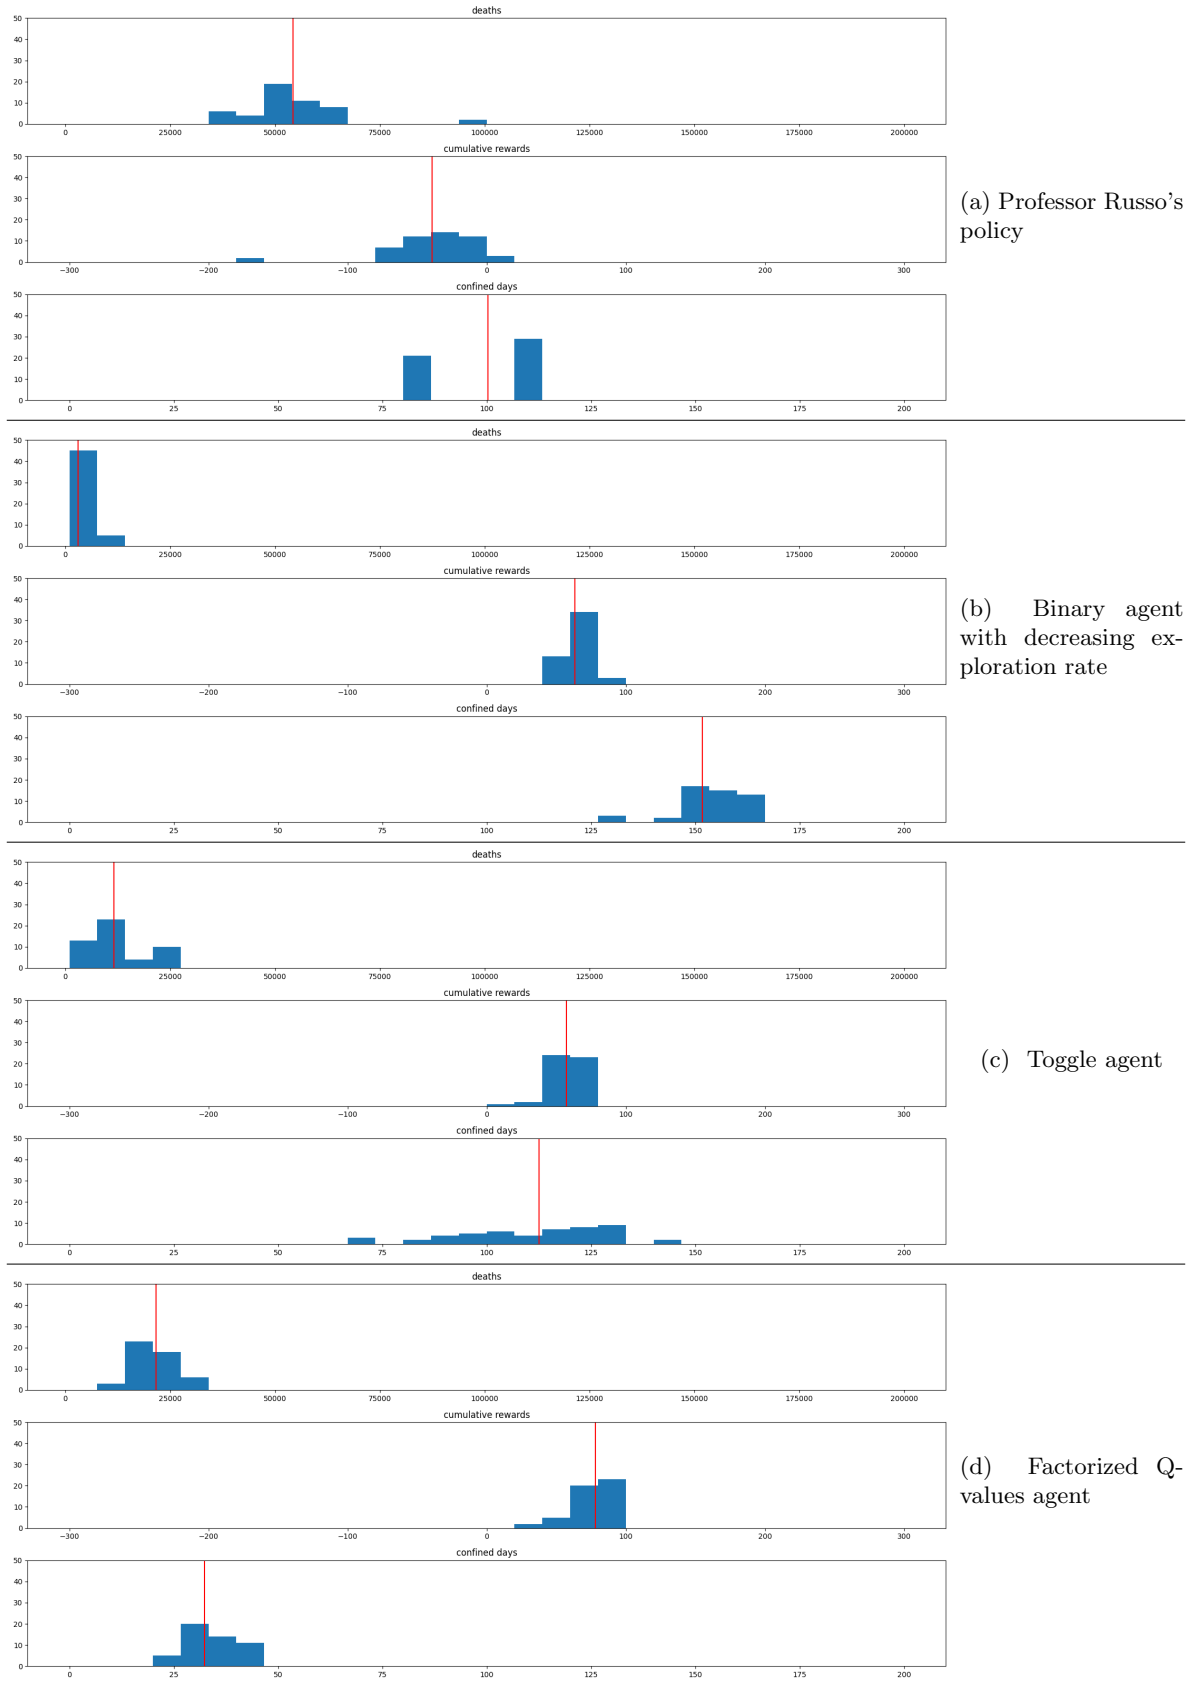 deaths
50
40
30
20
10
0
0 25000 50000 75000 100000 125000 150000 175000 200000
cumulative rewards
50
40
30
20
10
0
−300 −200 −100 0 100 200 300
confined days
50
40
30
20
10
0
0 25 50 75 100 125 150 175 200
(a) Professor Russo’s
policy
deaths
50
40
30
20
10
0
0 25000 50000 75000 100000 125000 150000 175000 200000
cumulative rewards
50
40
30
20
10
0
−300 −200 −100 0 100 200 300
confined days
50
40
30
20
10
0
0 25 50 75 100 125 150 175 200
(b) Binary agent
with decreasing ex-
ploration rate
deaths
50
40
30
20
10
0
0 25000 50000 75000 100000 125000 150000 175000 200000
cumulative rewards
50
40
30
20
10
0
−300 −200 −100 0 100 200 300
confined days
50
40
30
20
10
0
0 25 50 75 100 125 150 175 200
(c) Toggle agent
deaths
50
40
30
20
10
0
0 25000 50000 75000 100000 125000 150000 175000 200000
cumulative rewards
50
40
30
20
10
0
−300 −200 −100 0 100 200 300
confined days
50
40
30
20
10
0
0 25 50 75 100 125 150 175 200
(d) Factorized Q-
values agent